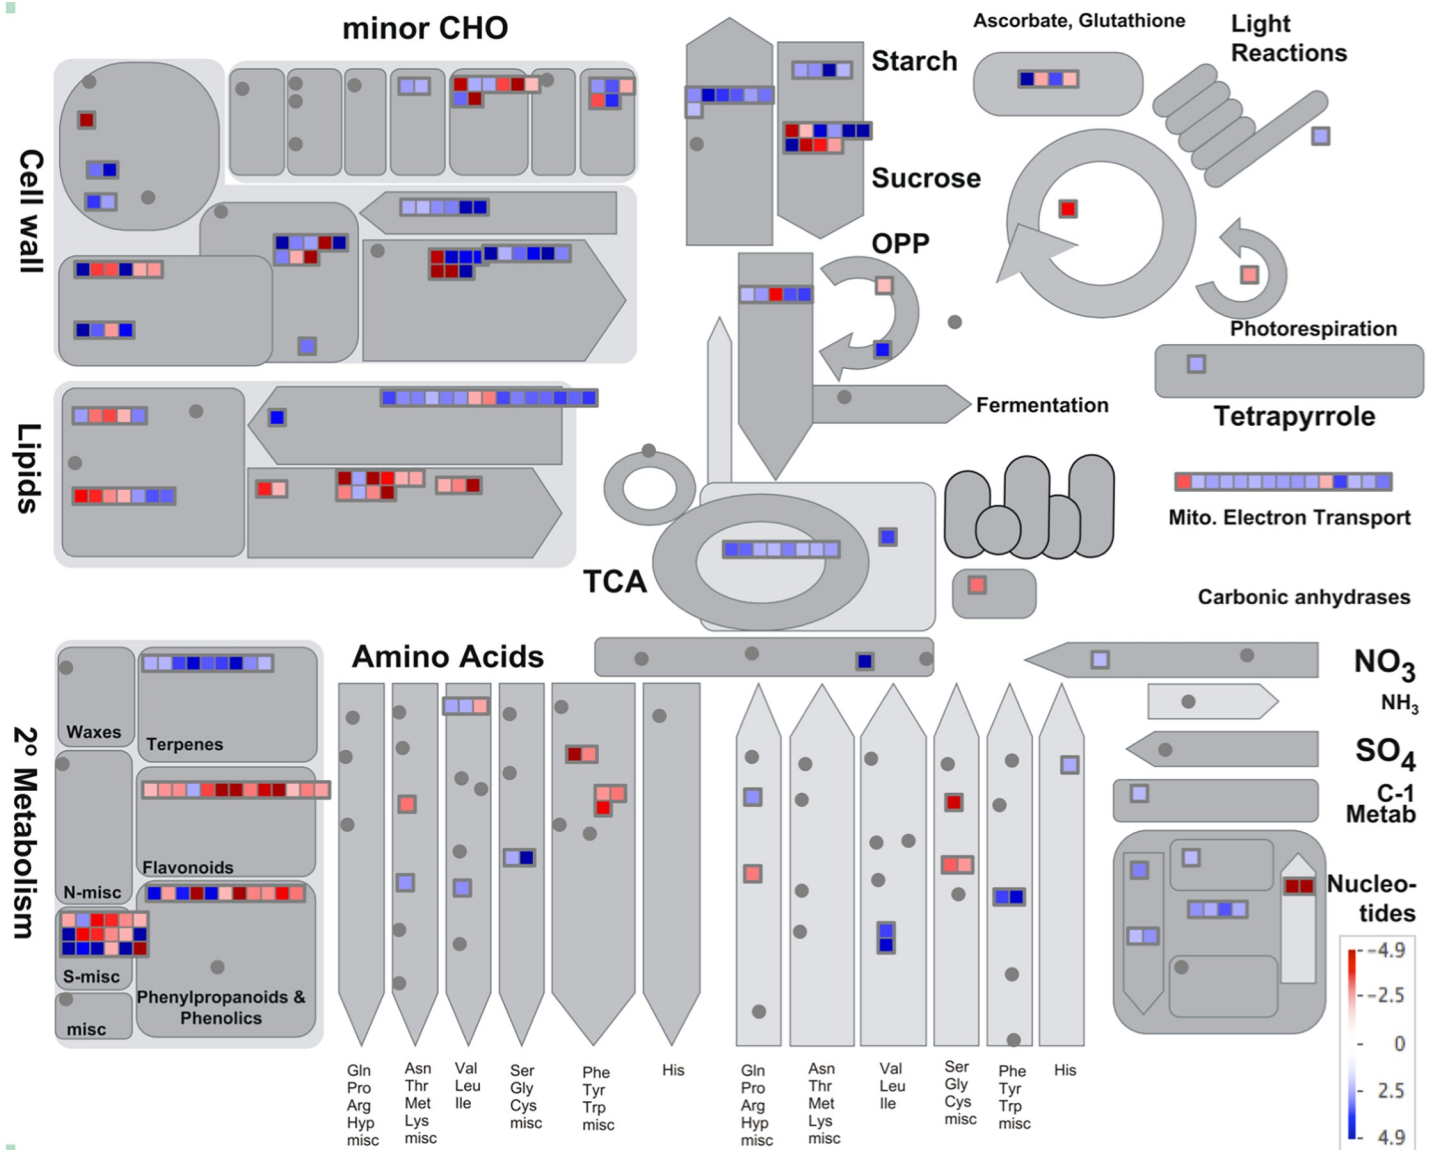 minor CHO
Ascorbate, Glutathione
Light
Reactions
Starch
Sucrose
OPP
Cell wall
Photorespiration
Tetrapyrrole
Fermentation
Lipids
Mito. Electron Transport
TCA
Carbonic anhydrases
Amino Acids
NO3
NH3
SO4
C-1
Metab
2º Metabolism
Waxes
Terpenes
Flavonoids
N-misc
S-misc
Phenylpropanoids &
Phenolics
misc
Nucleo-
tides
-4.9
-2.5
0
2.5
4.9
Gln
Pro
Arg
Hyp
misc
Asn
Thr
Met
Lys
misc
Val
Leu
Ile
Ser
Gly
Cys
misc
Phe
Tyr
Trp
misc
His
Gln
Pro
Arg
Hyp
misc
Asn
Thr
Met
Lys
misc
Val
Leu
Ile
Ser
Gly
Cys
misc
Phe
Tyr
Trp
misc
His